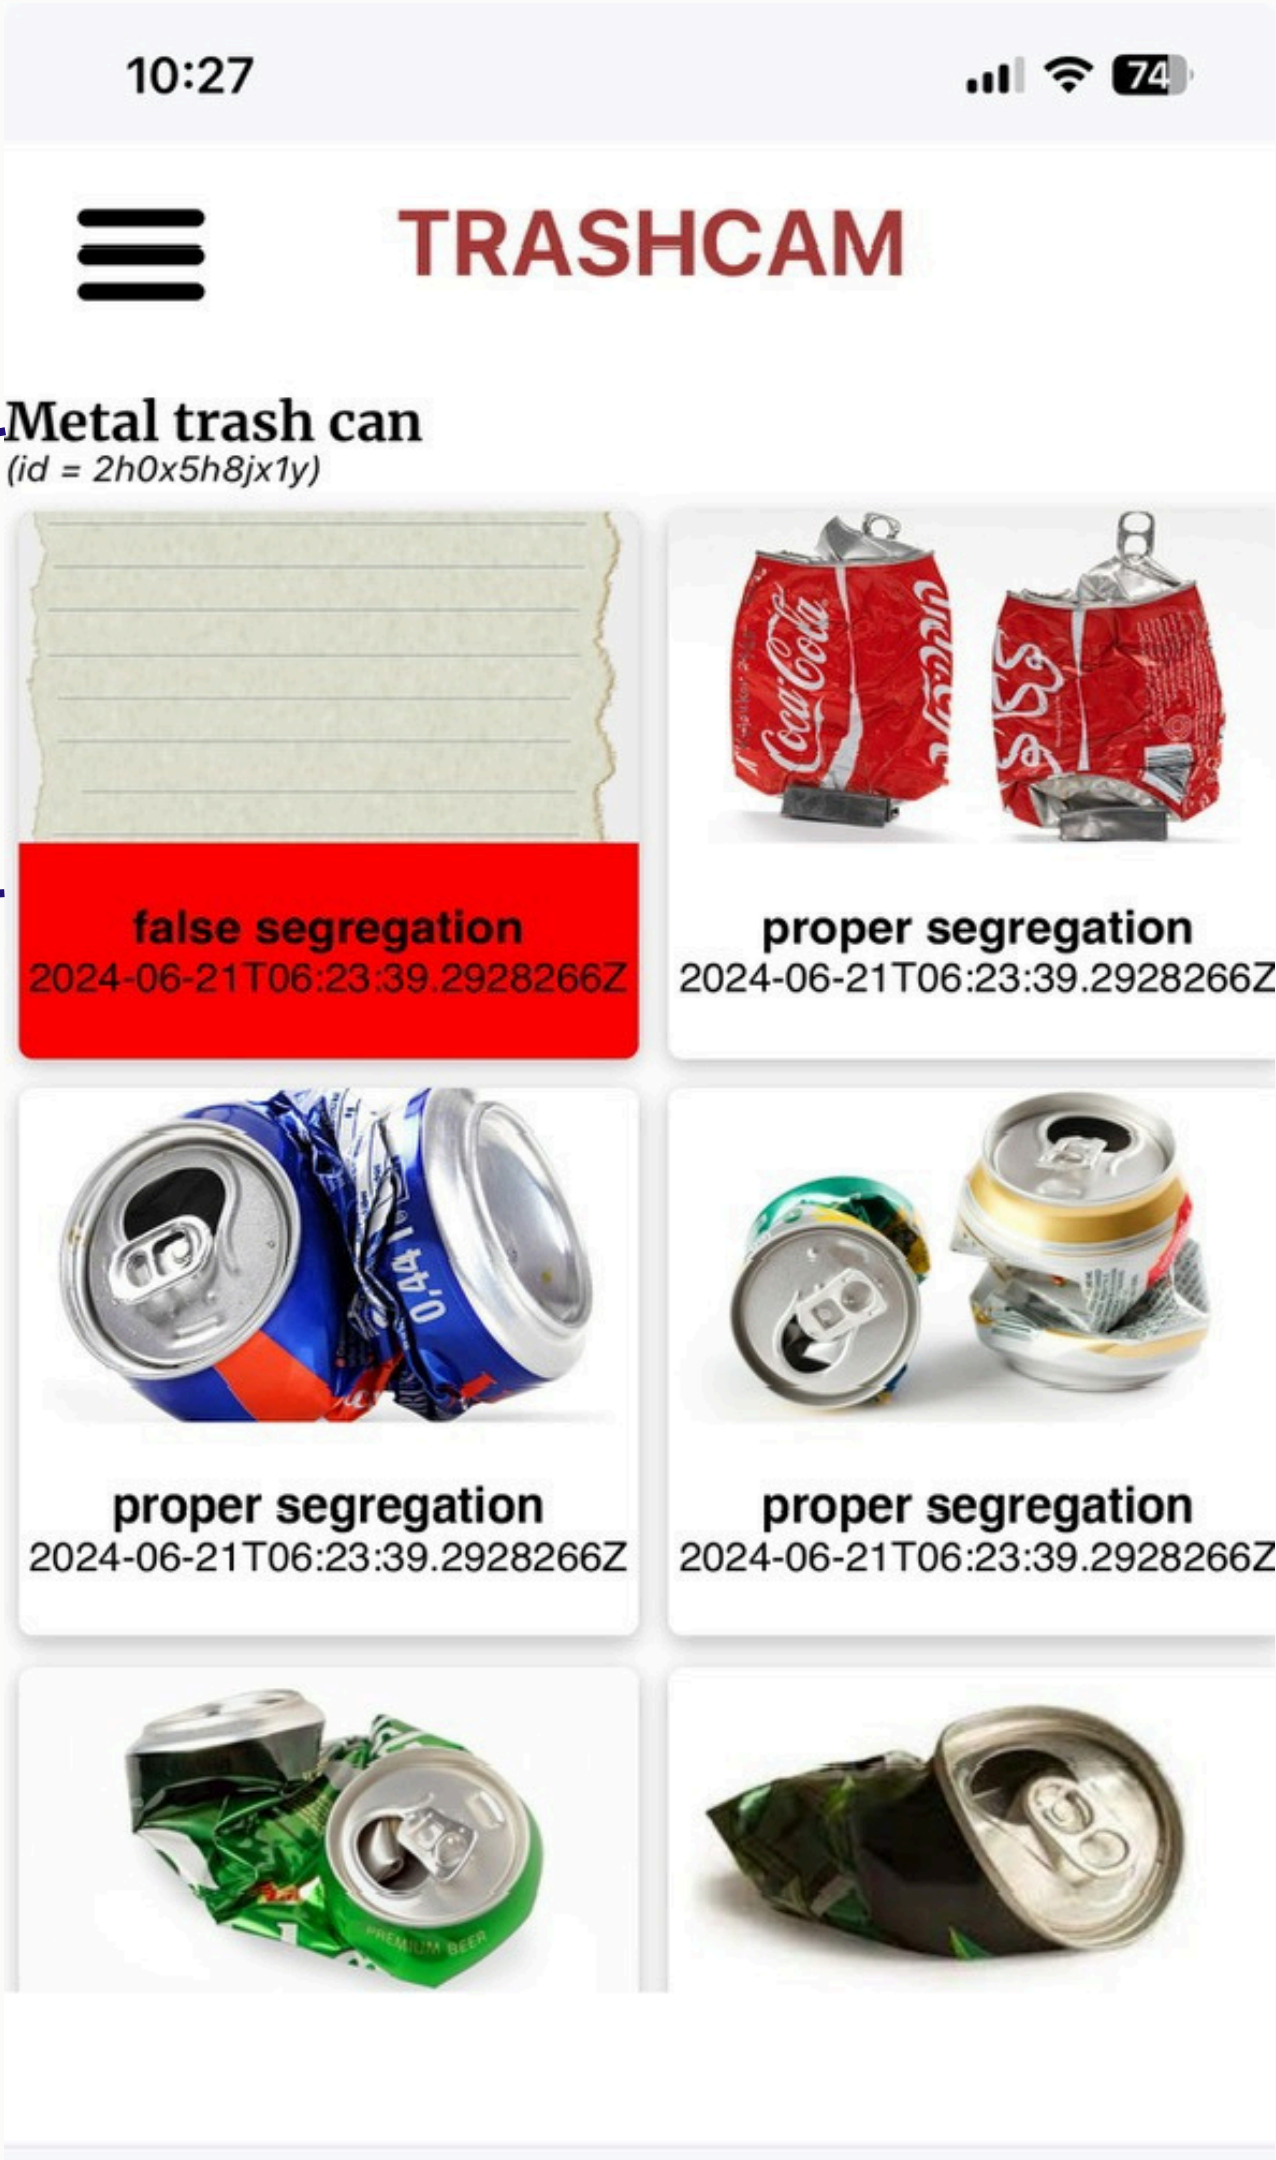 10:27
74
TRASHCAM
Metal trash can
(id = 2h0x5h8jx1y)
Coca-Cola
false segregation
2024-06-21T06:23:39.2928266Z
proper segregation
2024-06-21T06:23:39.2928266Z
0,44 l
proper segregation
2024-06-21T06:23:39.2928266Z
proper segregation
2024-06-21T06:23:39.2928266Z
PREMIUM BEER